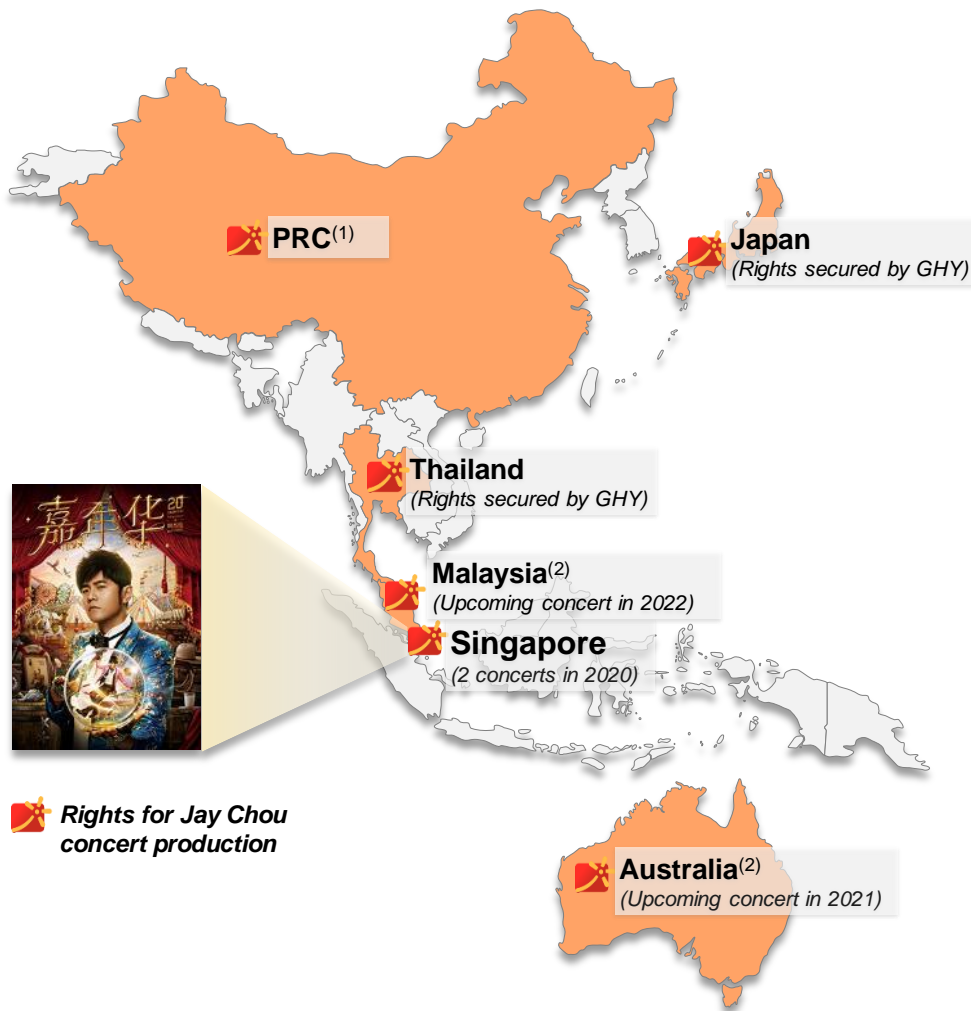 PRC(1)
Japan
(Rights secured by GHY)
Thailand
(Rights secured by GHY)
嘉年华
20
Malaysia(2)
(Upcoming concert in 2022)
Singapore
(2 concerts in 2020)
Rights for Jay Chou
concert production
Australia(2)
(Upcoming concert in 2021)